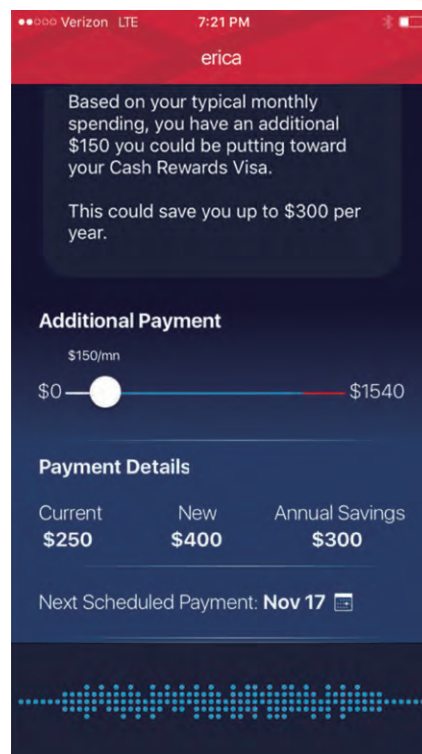 Verizon LTE 7:21 PM
erica
Based on your typical monthly
spending, you have an additional
$150 you could be putting toward
your Cash Rewards Visa.
This could save you up to $300 per
year.
Additional Payment
$150/mn
$0 $1540
Payment Details
Current New Annual Savings
$250 $400 $300
Next Scheduled Payment: Nov 17